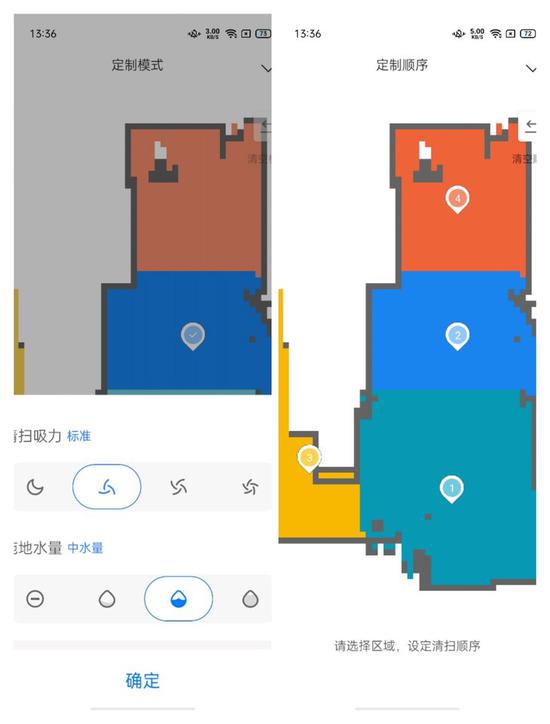 13:36
3.00
KB/S
73
定制模式
清空
清扫吸力 标准
拖地水量 中水量
确定
13:36
5.00
KB/S
72
定制顺序
清空
4
2
3
1
请选择区域，设定清扫顺序